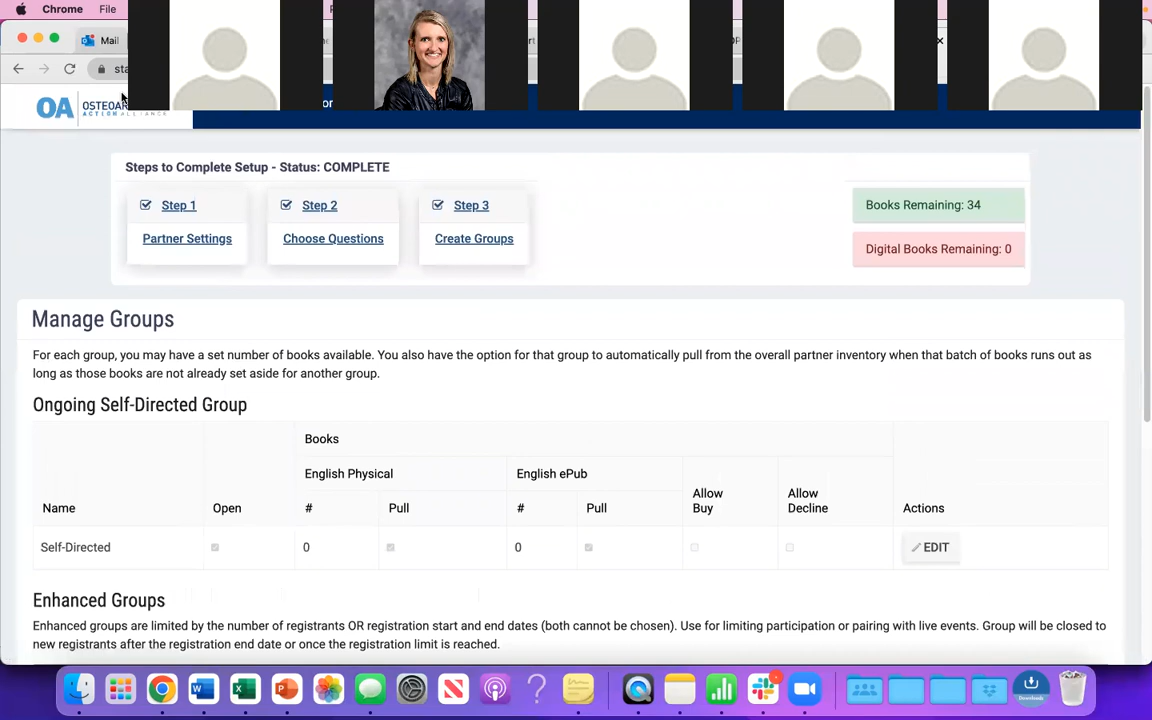 Chrome File
Mail
OA
ACTION ALLIANCE
Steps to Complete Setup - Status: COMPLETE
Step 1
Step 2
Step 3
Books Remaining: 34
Partner Settings
Choose Questions
Create Groups
Digital Books Remaining: 0
Manage Groups
For each group, you may have a set number of books available. You also have the option for that group to automatically pull from the overall partner inventory when that batch of books runs out as
long as those books are not already set aside for another group.
Ongoing Self-Directed Group
Books
English Physical
English ePub
Name
Open
#
Pull
#
Pull
Allow
Buy
Allow
Decline
Actions
Self-Directed
0
0
EDIT
Enhanced Groups
Enhanced groups are limited by the number of registrants OR registration start and end dates (both cannot be chosen). Use for limiting participation or pairing with live events. Group will be closed to
new registrants after the registration end date or once the registration limit is reached.